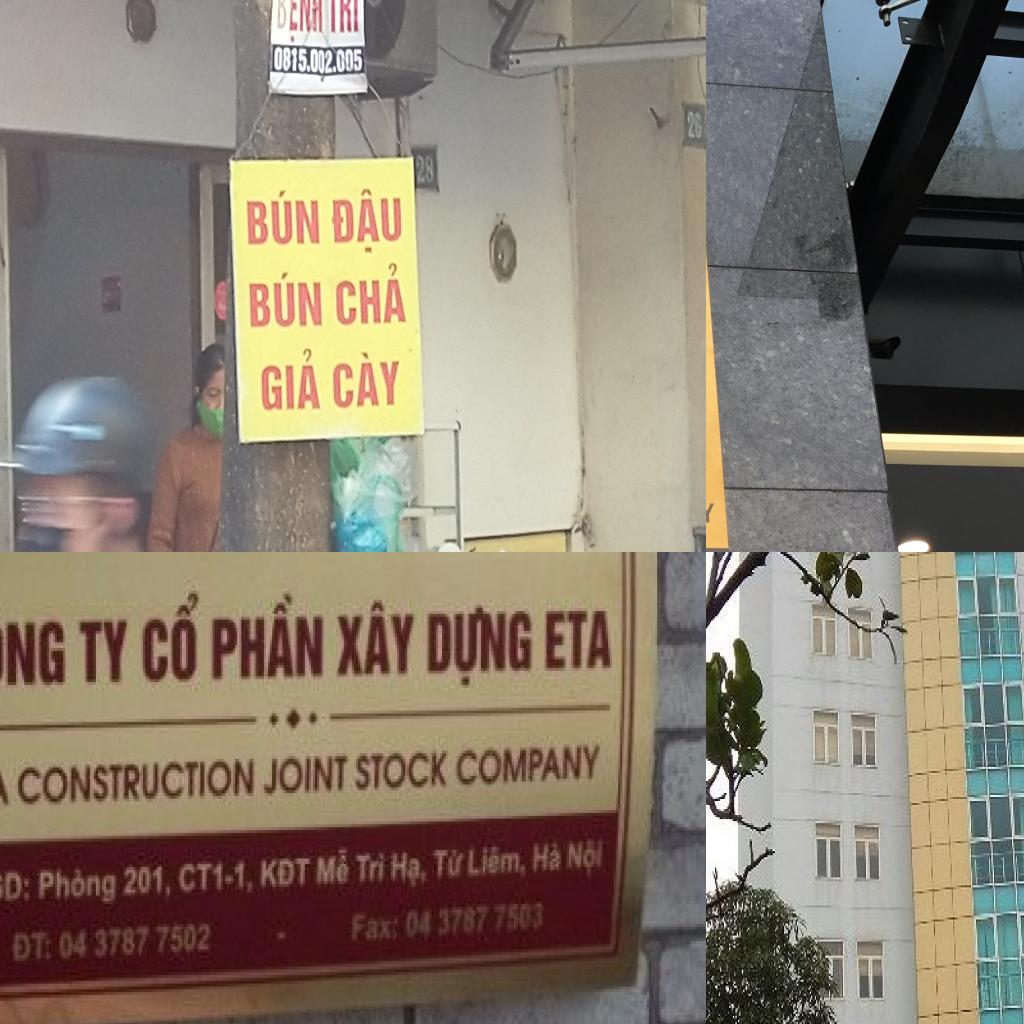 BỆNH TRĨ
0815.002.005
28
26
BÚN ĐẬU
BÚN CHẢ
GIẢ CÀY
Y
ÔNG TY CỔ PHẦN XÂY DỰNG ETA
A CONSTRUCTION JOINT STOCK COMPANY
GD: Phòng 201, CT1-1, KĐT Mễ Trì Hạ, Từ Liêm, Hà Nội
ĐT: 04 3787 7502 - Fax: 04 3787 7503